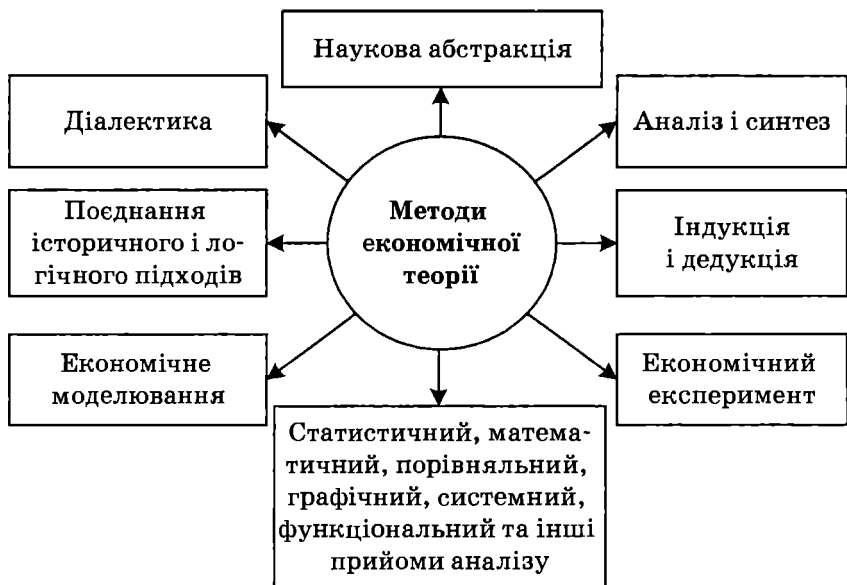 Наукова абстракція
Діалектика
Аналіз і синтез
Поєднання
історичного і ло-
гічного підходів
Методи
економічної
теорії
Індукція
і дедукція
Економічне
моделювання
Економічний
експеримент
Статистичний, матема-
тичний, порівняльний,
графічний, системний,
функціональний та інші
прийоми аналізу